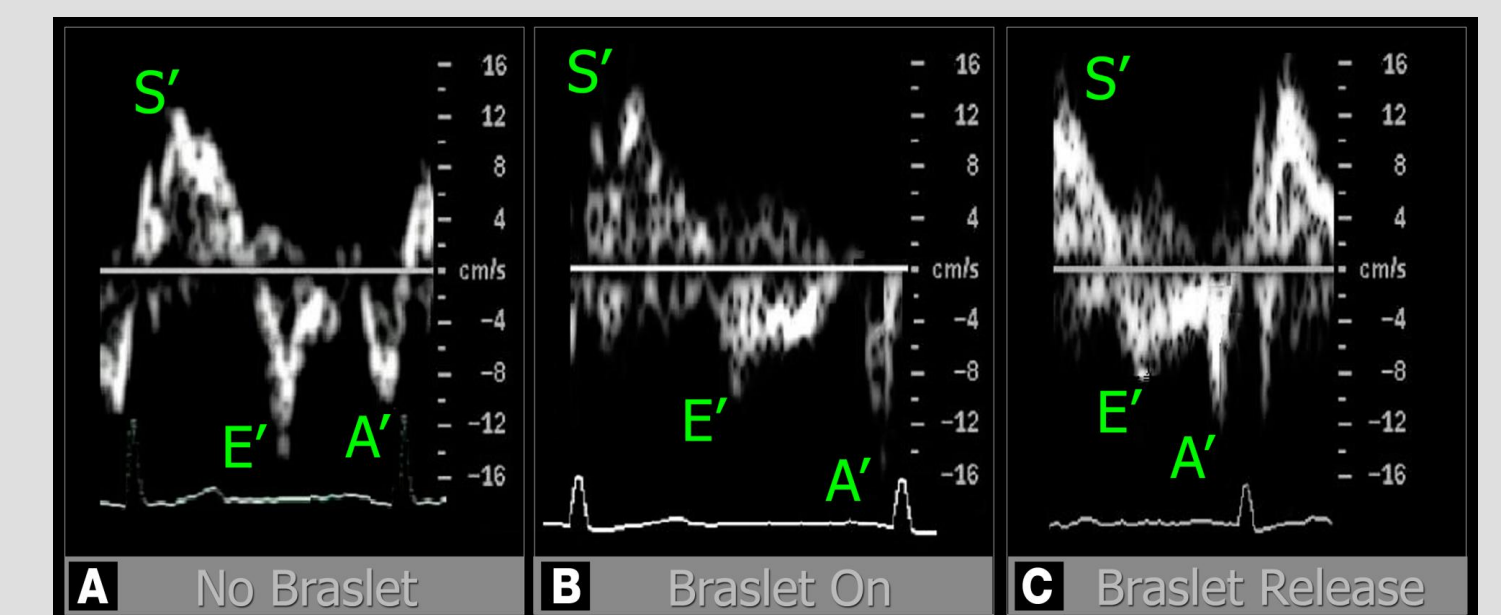 S′
16
12
8
4
cm/s
-4
-8
-12
-16
E′
A′
A No Braslet
S′
16
12
8
4
cm/s
-4
-8
-12
-16
E′
A′
B Braslet On
S′
16
12
8
4
cm/s
-4
-8
-12
-16
E′
A′
C Braslet Release